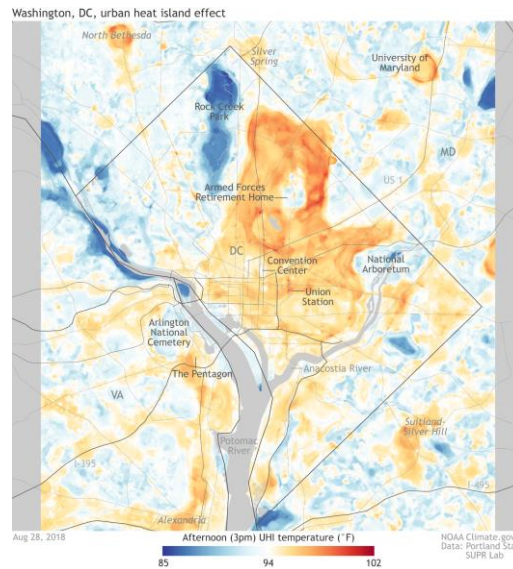 Washington, DC, urban heat island effect
North Bethesda
Silver
Spring
University of
Maryland
Rock Creek
Park
MD
US 1
Armed Forces
Retirement Home
DC
Convention
Center
National
Arboretum
Union
Station
Arlington
National
Cemetery
The Pentagon
Anacostia River
VA
Suitland-
Silver Hill
Potomac
River
I-395
I-495
Alexandria
Aug 28, 2018
Afternoon (3pm) UHI temperature (°F)
NOAA Climate.gov
Data: Portland Sta
SUPR Lab
85
94
102